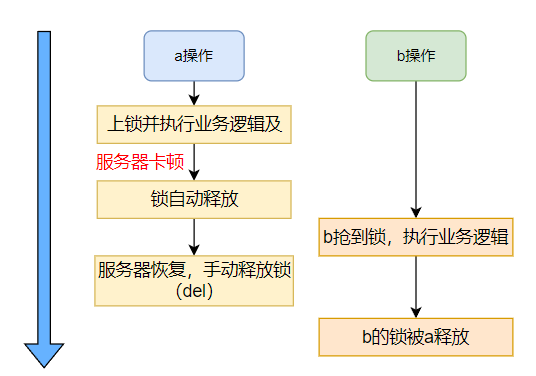 a操作
b操作
上锁并执行业务逻辑及
服务器卡顿
锁自动释放
b抢到锁，执行业务逻辑
服务器恢复，手动释放锁
（del）
b的锁被a释放